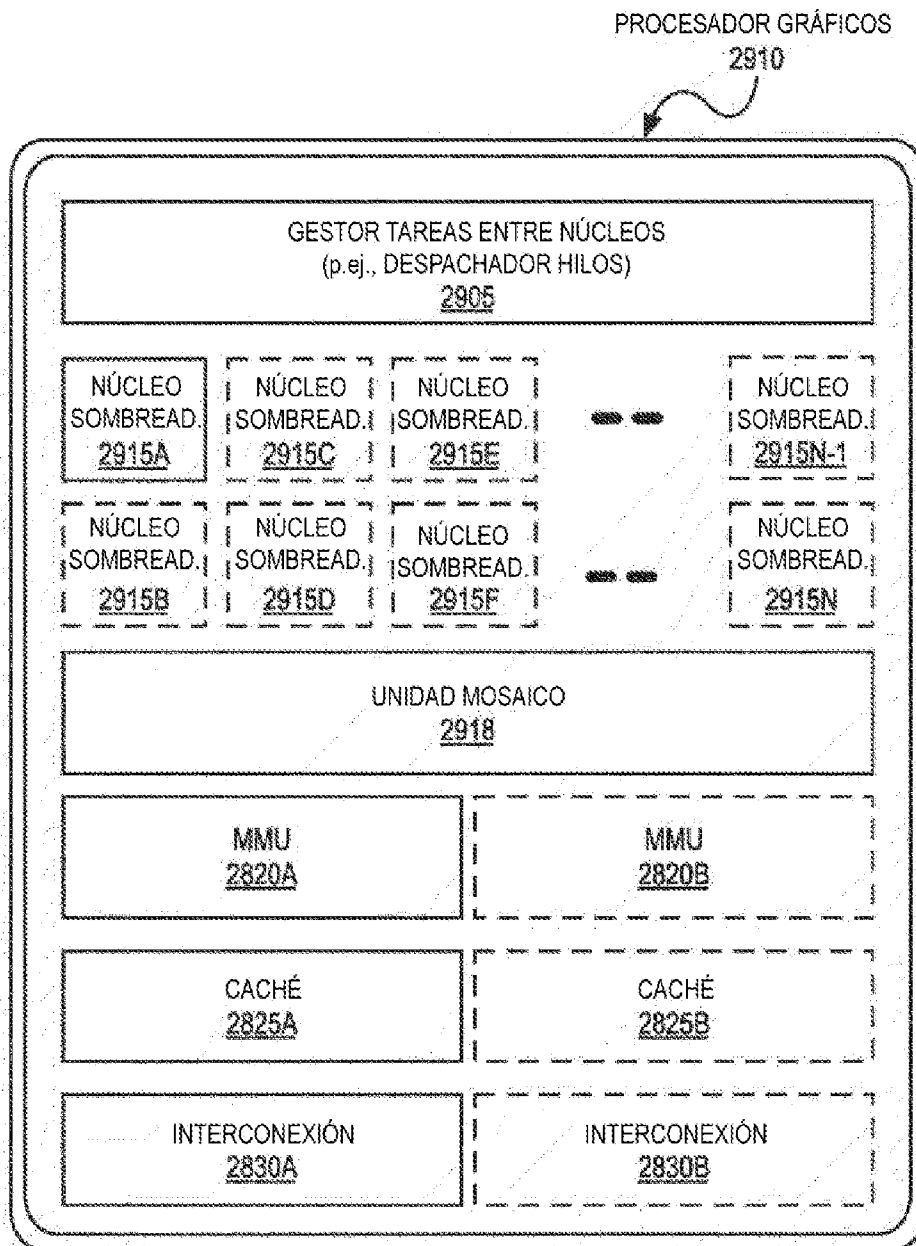 PROCESADOR GRÁFICOS
2910
GESTOR TAREAS ENTRE NÚCLEOS
(p.ej., DESPACHADOR HILOS)
2905
NÚCLEO
SOMBREAD.
2915A
NÚCLEO
SOMBREAD.
2915C
NÚCLEO
SOMBREAD.
2915E
NÚCLEO
SOMBREAD.
2915N-1
NÚCLEO
SOMBREAD.
2915B
NÚCLEO
SOMBREAD.
2915D
NÚCLEO
SOMBREAD.
2915F
NÚCLEO
SOMBREAD.
2915N
UNIDAD MOSAICO
2918
MMU
2820A
MMU
2820B
CACHÉ
2825A
CACHÉ
2825B
INTERCONEXIÓN
2830A
INTERCONEXIÓN
2830B